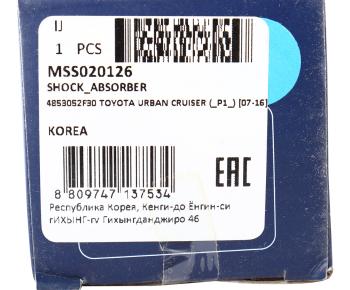 IJ
1 PCS
MSS020126
SHOCK_ABSORBER
4853052F30 TOYOTA URBAN CRUISER (_P1_) [07-16]
KOREA
EAC
8 809747 137534
Республика Корея, Кенги-до Енгин-си
гИХЫНГ-гу Гихынгданджиро 46